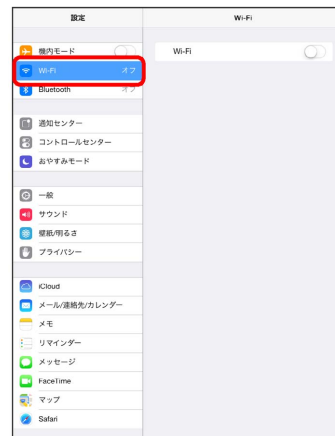 設定
Wi-Fi
機内モード
Wi-Fi オフ
Wi-Fi
Bluetooth オフ
通知センター
コントロールセンター
おやすみモード
一般
サウンド
壁紙/明るさ
プライバシー
iCloud
メール/連絡先/カレンダー
メモ
リマインダー
メッセージ
FaceTime
マップ
Safari